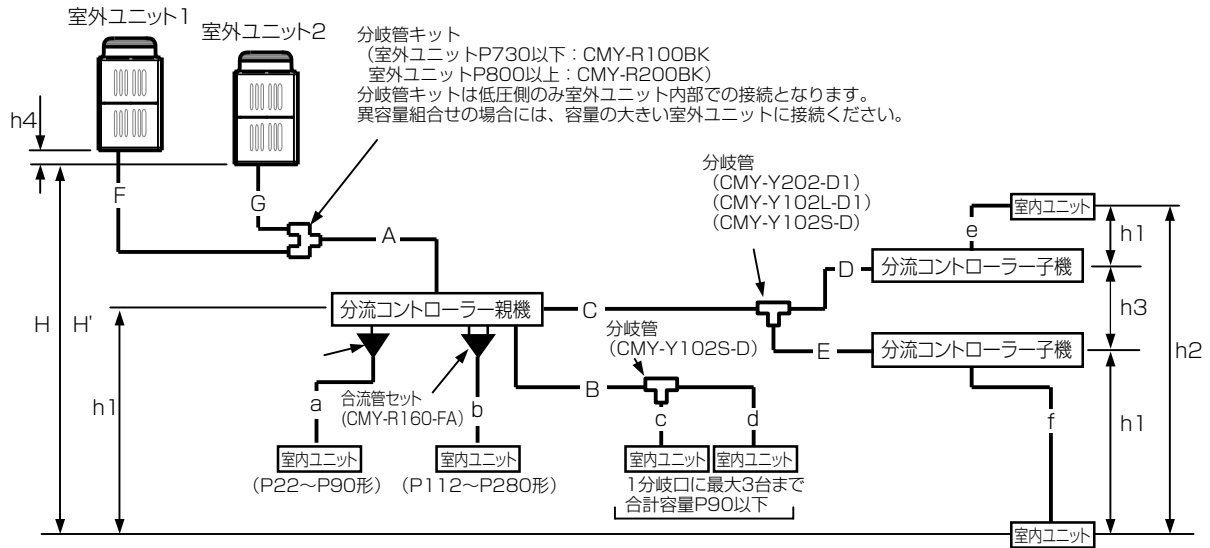 室外ユニット1
室外ユニット2
分岐管キット
（室外ユニットP730以下：CMY-R100BK
室外ユニットP800以上：CMY-R200BK）
分岐管キットは低圧側のみ室外ユニット内部での接続となります。
異容量組合せの場合には、容量の大きい室外ユニットに接続ください。
h4
F
G
A
H
H'
h1
分岐管
（CMY-Y202-D1）
（CMY-Y102L-D1）
（CMY-Y102S-D）
室内ユニット
e
h1
分流コントローラー子機
D
h3
h2
分流コントローラー親機
C
分岐管
（CMY-Y102S-D）
E
分流コントローラー子機
B
合流管セット
(CMY-R160-FA)
a
b
c
d
f
h1
室内ユニット
（P22～P90形）
室内ユニット
（P112～P280形）
室内ユニット
室内ユニット
1分岐口に最大3台まで
合計容量P90以下
室内ユニット